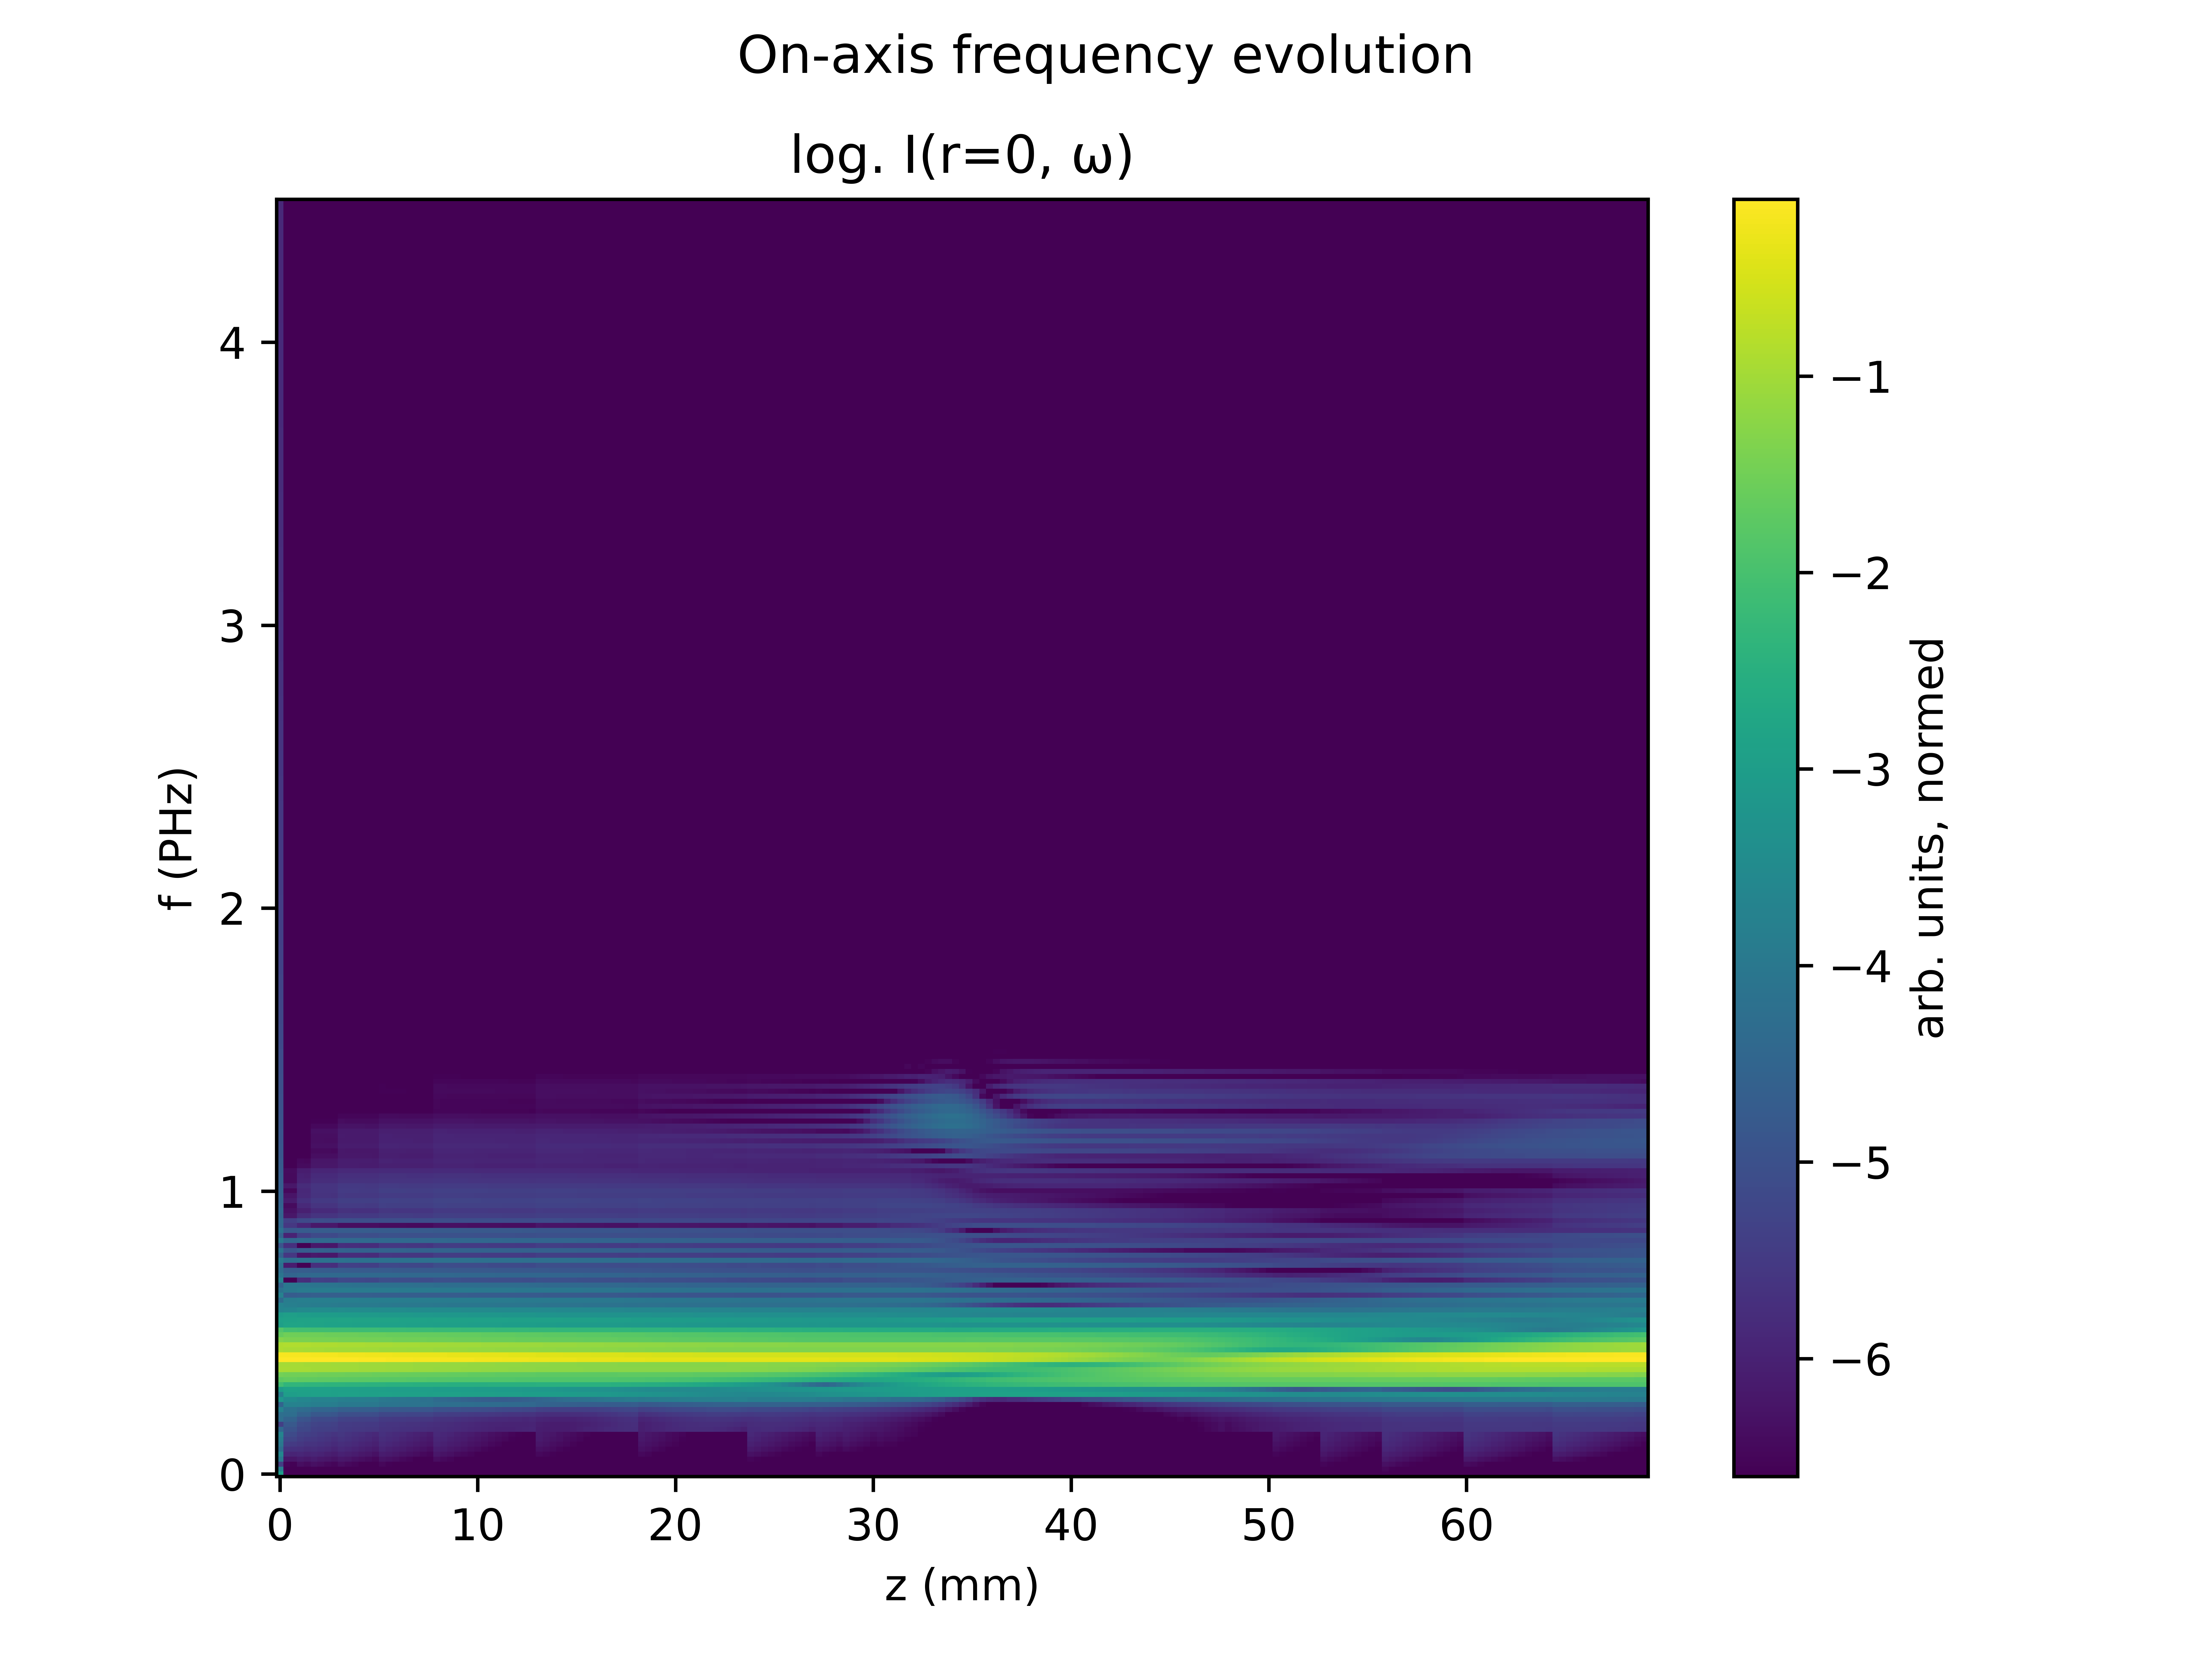 On-axis frequency evolution
log. I(r=0, ω)
f (PHz)
4
3
2
1
0
0 10 20 30 40 50 60
z (mm)
−1
−2
−3
−4
−5
−6
arb. units, normed